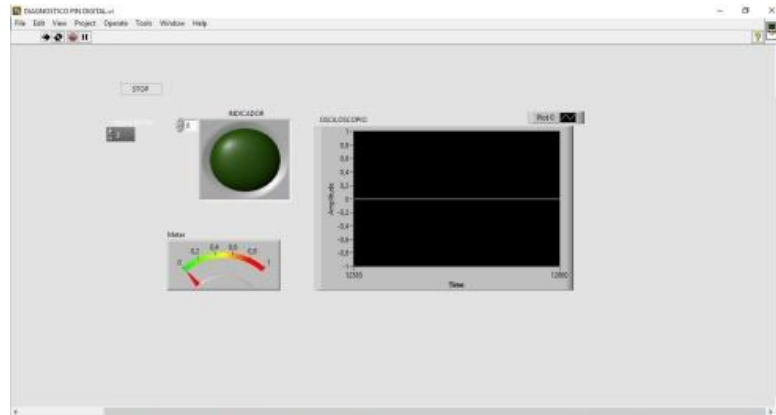 DIAGNOSTICO PIN DIGITAL.vi
File Edit View Project Operate Tools Window Help
STOP
INDICADOR
OSCILOSCOPIO
Plot 0
1
0,8
0,6
0,4
0,2
0
-0,2
-0,4
-0,6
-0,8
-1
Amplitude
Time
Meter
0 0,2 0,4 0,6 0,8 1